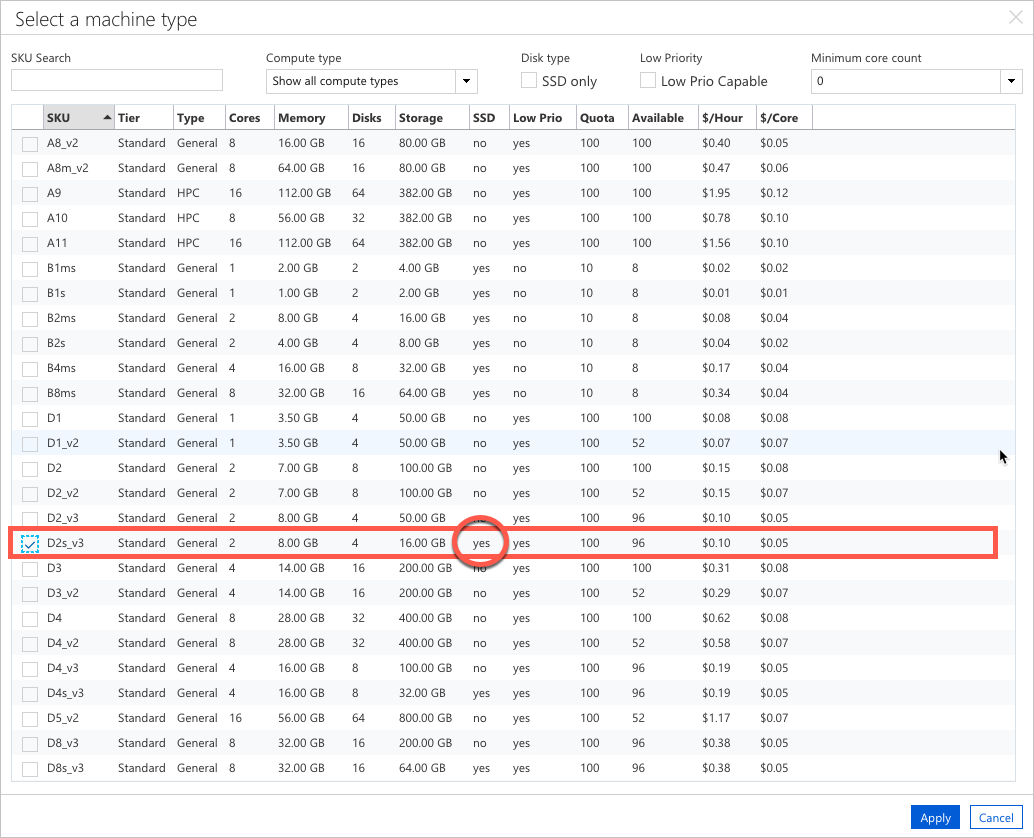 Select a machine type
SKU Search Compute type Disk type Low Priority Minimum core count
Show all compute types SSD only Low Prio Capable 0
SKU Tier Type Cores Memory Disks Storage SSD Low Prio Quota Available $/Hour $/Core
A8_v2 Standard General 8 16.00 GB 16 80.00 GB no yes 100 100 $0.40 $0.05
A8m_v2 Standard General 8 64.00 GB 16 80.00 GB no yes 100 100 $0.47 $0.06
A9 Standard HPC 16 112.00 GB 64 382.00 GB no yes 100 100 $1.95 $0.12
A10 Standard HPC 8 56.00 GB 32 382.00 GB no yes 100 100 $0.78 $0.10
A11 Standard HPC 16 112.00 GB 64 382.00 GB no yes 100 100 $1.56 $0.10
B1ms Standard General 1 2.00 GB 2 4.00 GB yes no 10 8 $0.02 $0.02
B1s Standard General 1 1.00 GB 2 2.00 GB yes no 10 8 $0.01 $0.01
B2ms Standard General 2 8.00 GB 4 16.00 GB yes no 10 8 $0.08 $0.04
B2s Standard General 2 4.00 GB 4 8.00 GB yes no 10 8 $0.04 $0.02
B4ms Standard General 4 16.00 GB 8 32.00 GB yes no 10 8 $0.17 $0.04
B8ms Standard General 8 32.00 GB 16 64.00 GB yes no 10 8 $0.34 $0.04
D1 Standard General 1 3.50 GB 4 50.00 GB no yes 100 100 $0.08 $0.08
D1_v2 Standard General 1 3.50 GB 4 50.00 GB no yes 100 52 $0.07 $0.07
D2 Standard General 2 7.00 GB 8 100.00 GB no yes 100 100 $0.15 $0.08
D2_v2 Standard General 2 7.00 GB 8 100.00 GB no yes 100 52 $0.15 $0.07
D2_v3 Standard General 2 8.00 GB 4 50.00 GB no yes 100 96 $0.10 $0.05
D2s_v3 Standard General 2 8.00 GB 4 16.00 GB yes yes 100 96 $0.10 $0.05
D3 Standard General 4 14.00 GB 16 200.00 GB no yes 100 100 $0.31 $0.08
D3_v2 Standard General 4 14.00 GB 16 200.00 GB no yes 100 52 $0.29 $0.07
D4 Standard General 8 28.00 GB 32 400.00 GB no yes 100 100 $0.62 $0.08
D4_v2 Standard General 8 28.00 GB 32 400.00 GB no yes 100 52 $0.58 $0.07
D4_v3 Standard General 4 16.00 GB 8 100.00 GB no yes 100 96 $0.19 $0.05
D4s_v3 Standard General 4 16.00 GB 8 32.00 GB yes yes 100 96 $0.19 $0.05
D5_v2 Standard General 16 56.00 GB 64 800.00 GB no yes 100 52 $1.17 $0.07
D8_v3 Standard General 8 32.00 GB 16 200.00 GB no yes 100 96 $0.38 $0.05
D8s_v3 Standard General 8 32.00 GB 16 64.00 GB yes yes 100 96 $0.38 $0.05
Apply Cancel